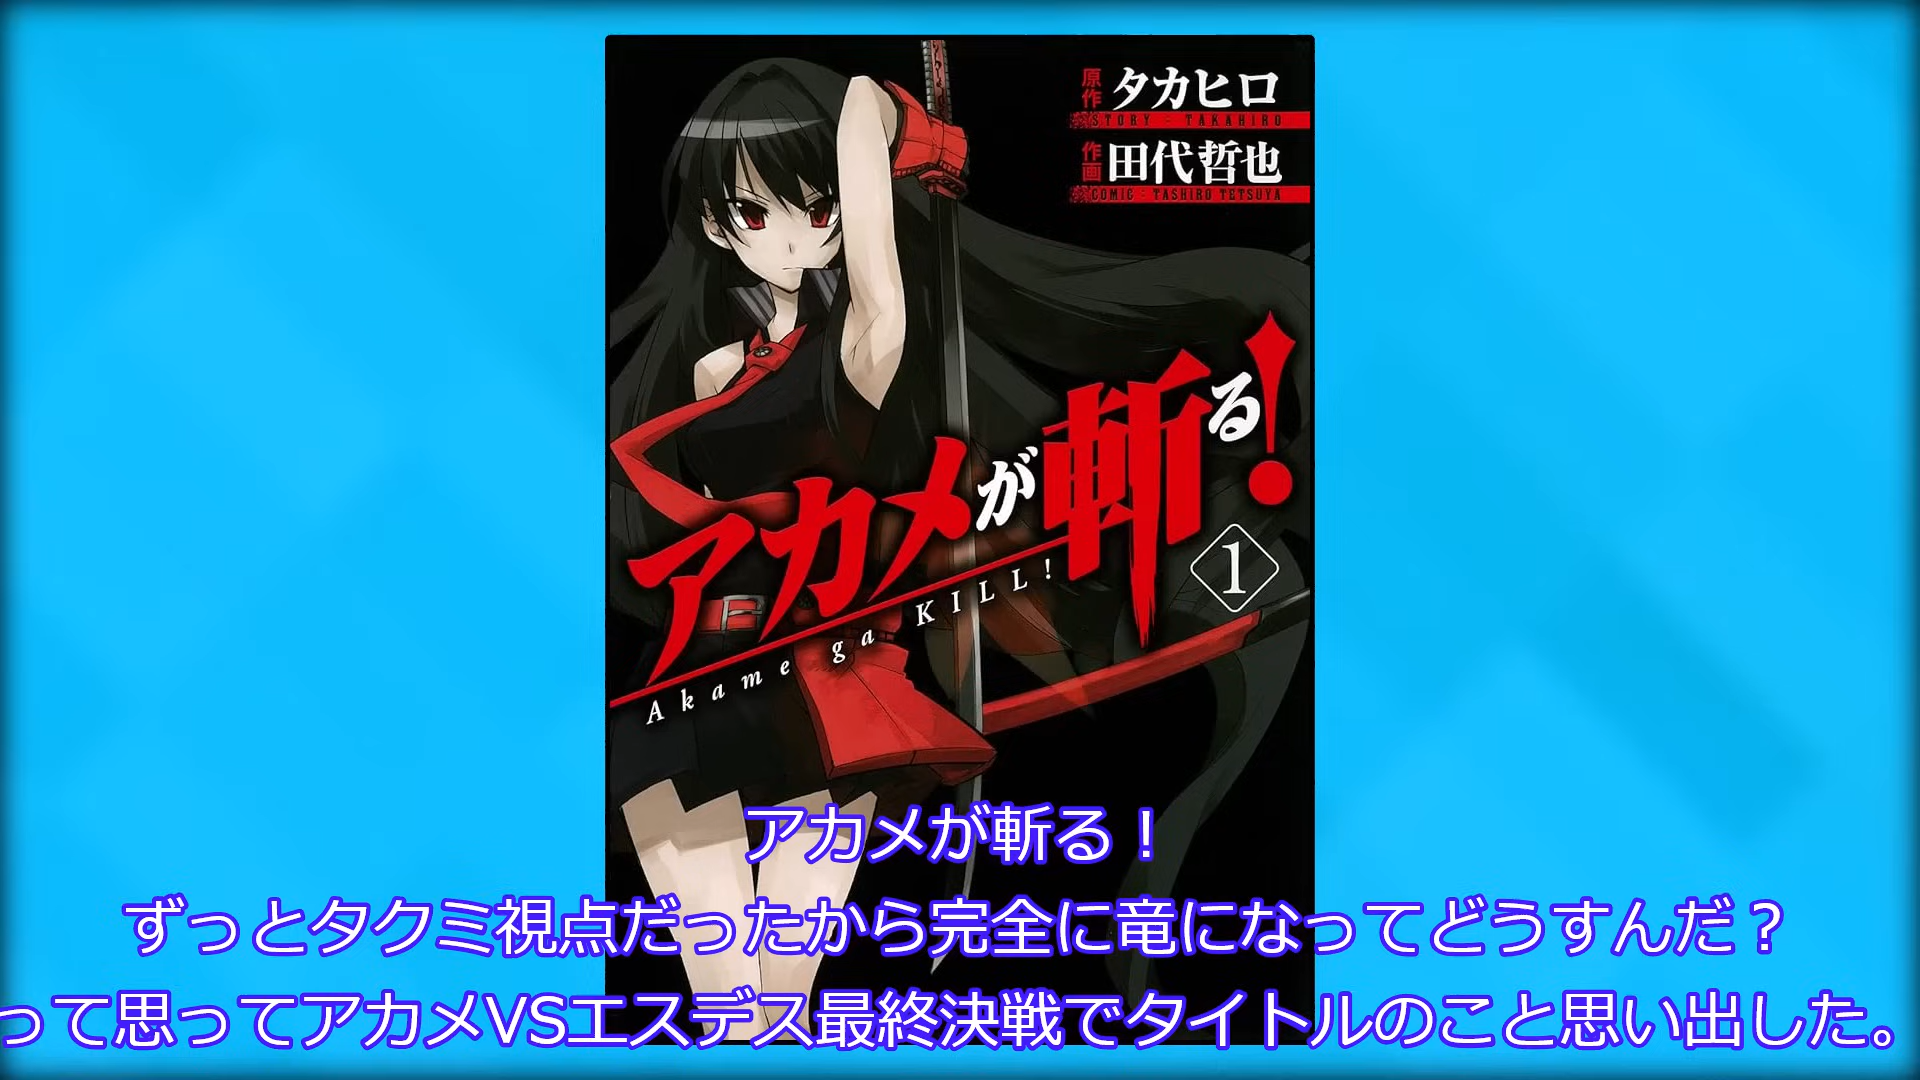 原作 タカヒロ
STORY : TAKAHIRO
作画 田代哲也
COMIC : TASHIRO TETSUYA
アカメが斬る!
1
Akame ga KILL!
アカメが斬る！
ずっとタクミ視点だったから完全に竜になってどうすんだ？
って思ってアカメVSエスデス最終決戦でタイトルのこと思い出した。